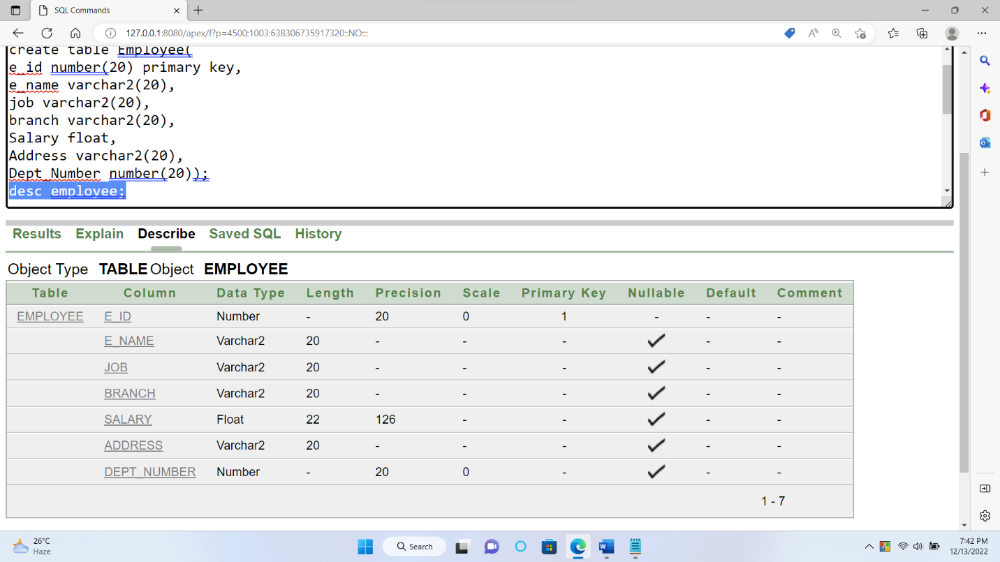 SQL Commands
127.0.0.1:8080/apex/f?p=4500:1003:638306735917320::NO:::
create table Employee(
e_id number(20) primary key,
e_name varchar2(20),
job varchar2(20),
branch varchar2(20),
Salary float,
Address varchar2(20),
Dept_Number number(20));
desc employee;
Results Explain Describe Saved SQL History
Object Type TABLE Object EMPLOYEE
Table Column Data Type Length Precision Scale Primary Key Nullable Default Comment
EMPLOYEE E_ID Number - 20 0 1 - - -
E_NAME Varchar2 20 - - - ✓ - -
JOB Varchar2 20 - - - ✓ - -
BRANCH Varchar2 20 - - - ✓ - -
SALARY Float 22 126 - - ✓ - -
ADDRESS Varchar2 20 - - - ✓ - -
DEPT_NUMBER Number - 20 0 - ✓ - -
1 - 7
26°C
Haze
Search
7:42 PM
12/13/2022